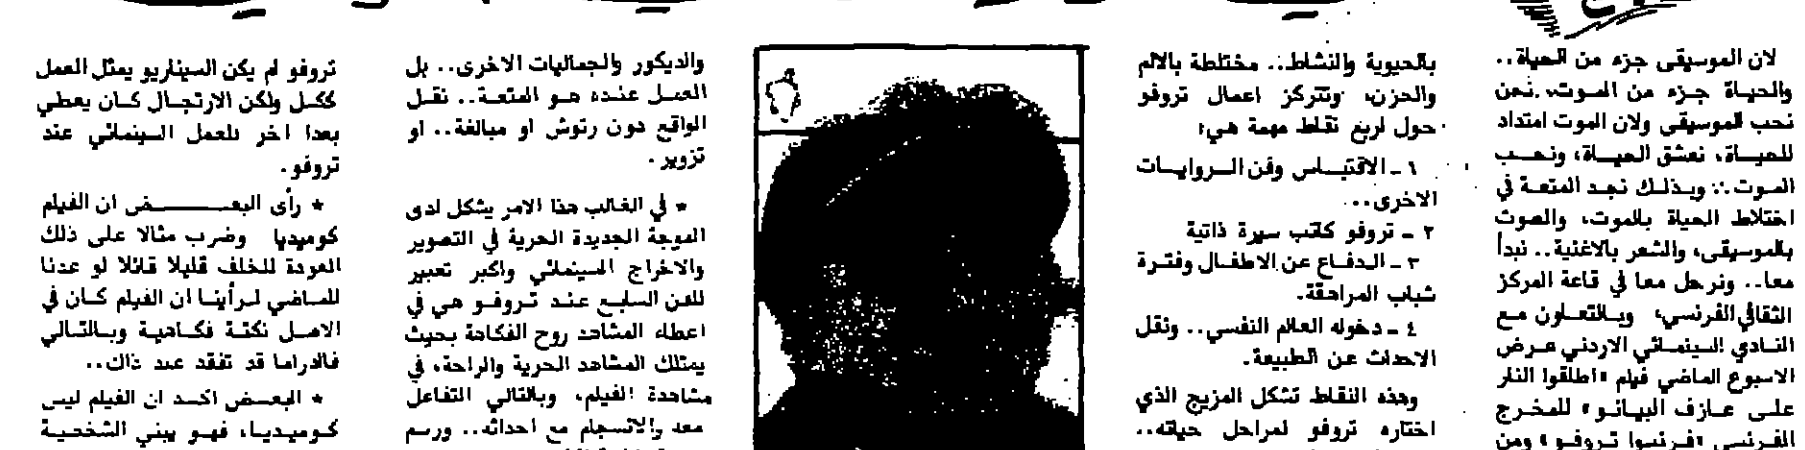 لان الموسيقى جزء من الحياة..
والحياة جزء من الموت، نحن
نحب الموسيقى ولان الموت امتداد
للحياة، نعشق الحياة، ونحب
الموت.. وبذلك نجد المتعة في
اختلاط الحياة بالموت، والصوت
بالموسيقى، والشعر بالاغنية.. نبدأ
معا.. ونرحل معا في قاعة المركز
الثقافي الفرنسي، وبالتعاون مع
النادي السينمائي الاردني عرض
الاسبوع الماضي فيلم «اطلقوا النار
على عازف البيانو» للمخرج
الفرنسي «فرنسوا تروفو» ومن
بالحيوية والنشاط.. مختلطة بالالم
والحزن، وتتركز اعمال تروفو
حول اربع نقاط مهمة هي:
١ - الاقتباس وفن الروايات
الاخرى..
٢ - تروفو كاتب سيرة ذاتية
٣ - الدفاع عن الاطفال وفترة
شباب المراهقة.
٤ - دخوله العالم النفسي.. ونقل
الاحداث عن الطبيعة.
وهذه النقاط تشكل المزيج الذي
اختاره تروفو لمراحل حياته..
والديكور والجماليات الاخرى.. بل
العمل عنده هو المتعة.. نقل
الواقع دون رتوش او مبالغة.. او
تزوير.
* في الغالب هذا الامر يشكل لدى
الموجة الجديدة الحرية في التصوير
والاخراج السينمائي واكبر تعبير
للفن السابع عند تروفو هي في
اعطاء المشاهد روح الفكاهة بحيث
يمتلك المشاهد الحرية والراحة، في
مشاهدة الفيلم، وبالتالي التفاعل
معه والانسجام مع احداثه.. ورسم
تروفو لم يكن السيناريو يمثل العمل
ككل ولكن الارتجال كان يعطي
بعدا اخر للعمل السينمائي عند
تروفو.
* رأى البعض ان الفيلم
كوميديا وضرب مثالا على ذلك
العودة للخلف قليلا قائلا لو عدنا
للماضي لرأينا ان الفيلم كان في
الاصل نكتة فكاهية وبالتالي
فالدراما قد تفقد عند ذاك..
* البعض اكد ان الفيلم ليس
كوميديا، فهو يبني الشخصية